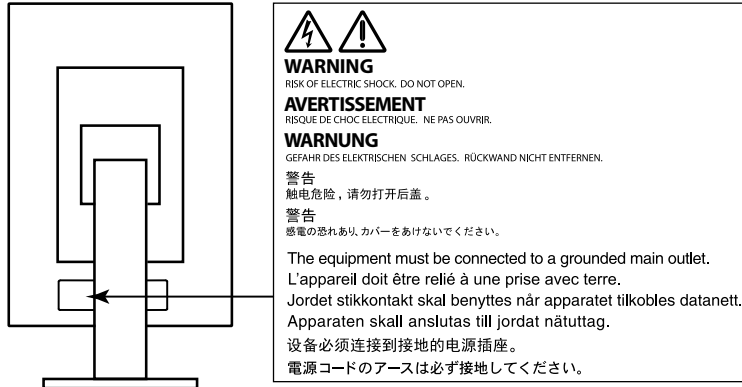 WARNING
RISK OF ELECTRIC SHOCK. DO NOT OPEN.
AVERTISSEMENT
RISQUE DE CHOC ELECTRIQUE. NE PAS OUVRIR.
WARNUNG
GEFAHR DES ELEKTRISCHEN SCHLAGES. RÜCKWAND NICHT ENTFERNEN.
警告
触电危险，请勿打开后盖。
警告
感電の恐れあり、カバーをあけないでください。
The equipment must be connected to a grounded main outlet.
L'appareil doit être relié à une prise avec terre.
Jordet stikkontakt skal benyttes når apparatet tilkobles datanett.
Apparaten skall anslutas till jordat nätuttag.
设备必须连接到接地的电源插座。
電源コードのアースは必ず接地してください。